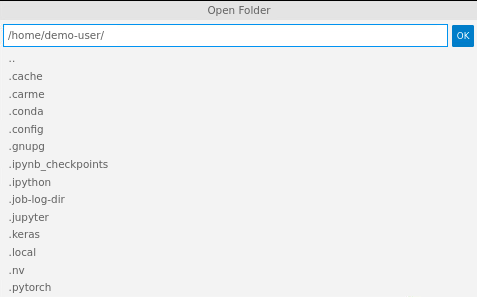 Open Folder
/home/demo-user/ OK
..
.cache
.carme
.conda
.config
.gnupg
.ipynb_checkpoints
.ipython
.job-log-dir
.jupyter
.keras
.local
.nv
.pytorch